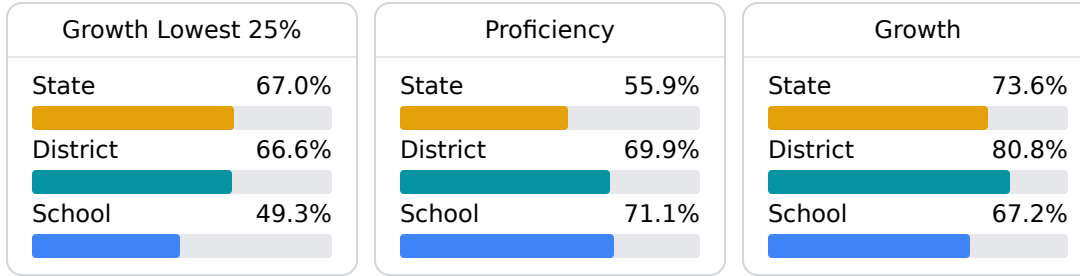 Growth Lowest 25%
State 67.0%
District 66.6%
School 49.3%
Proficiency
State 55.9%
District 69.9%
School 71.1%
Growth
State 73.6%
District 80.8%
School 67.2%